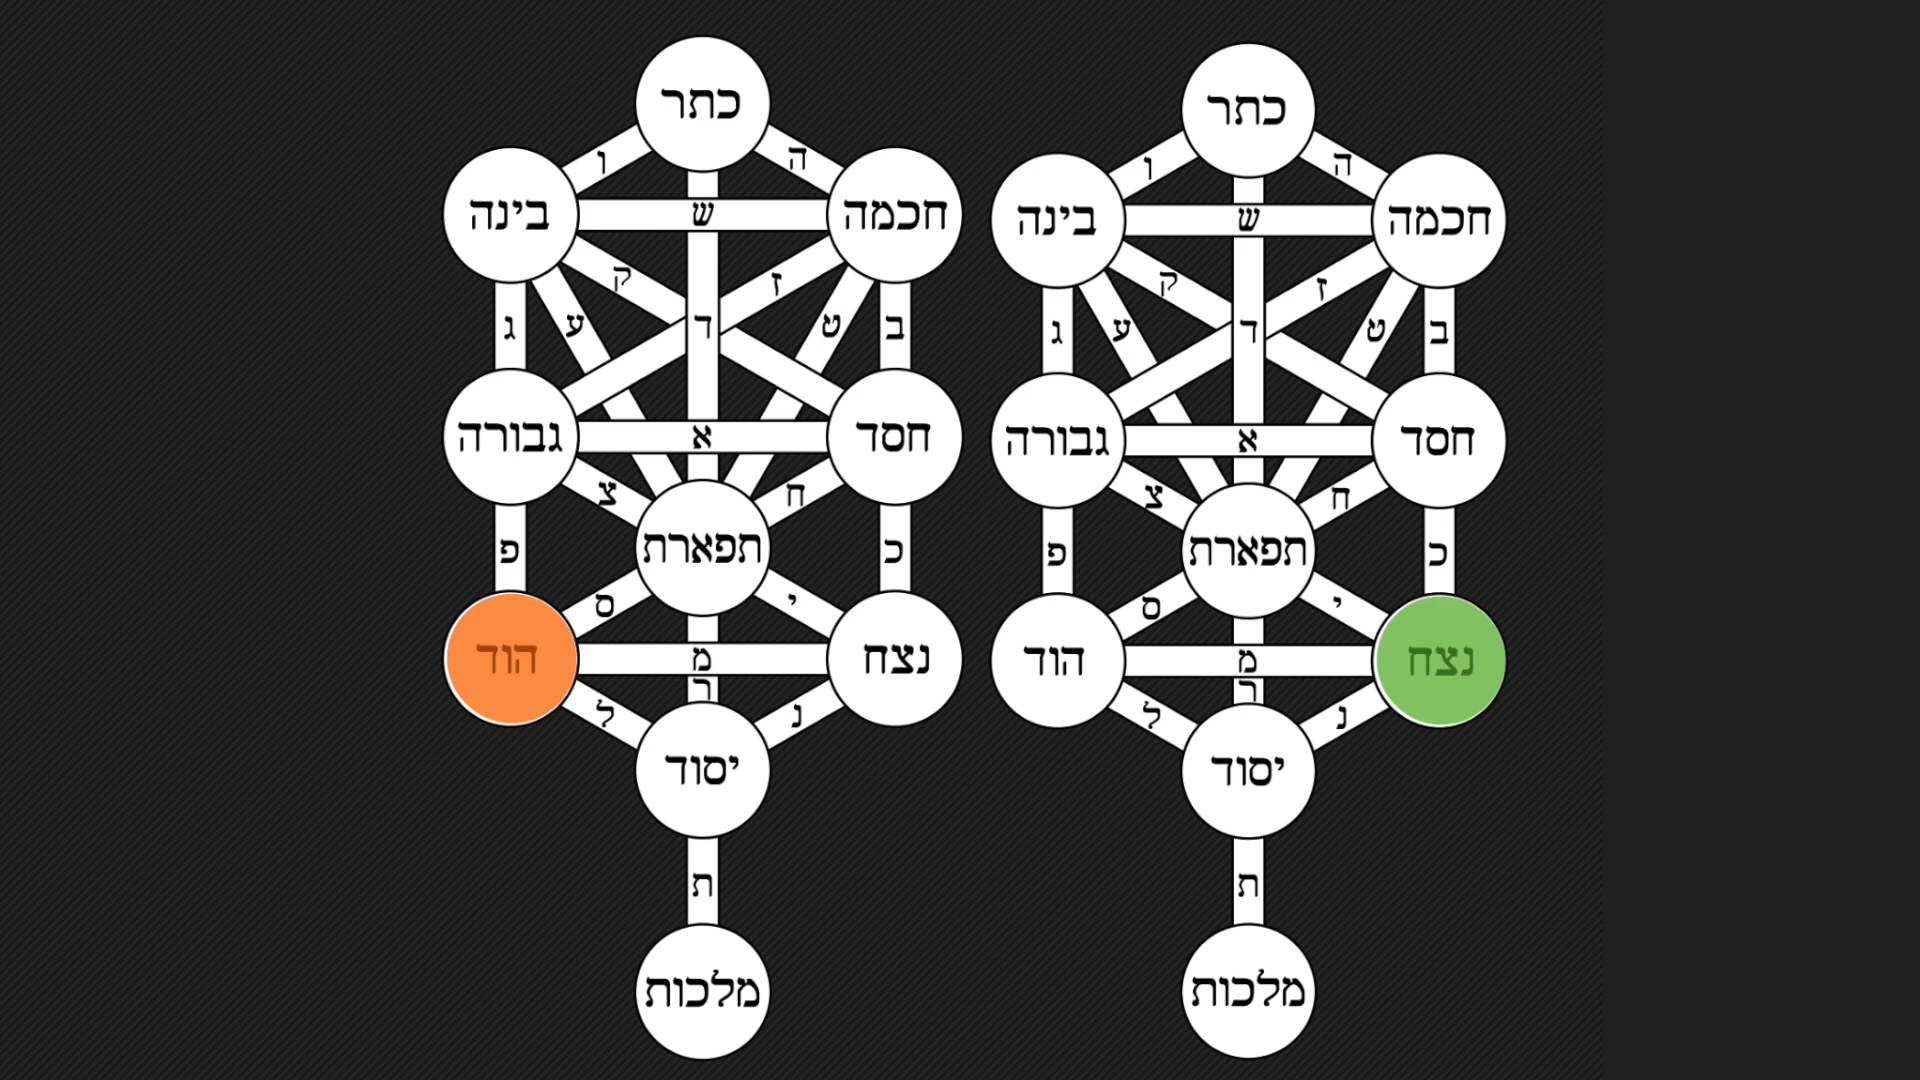 כתר
ה
ו
חכמה
ש
בינה
ז
ק
ב
ט
ד
ע
ג
חסד
א
גבורה
ח
צ
כ
תפארת
פ
י
ס
נצח
מ
הוד
ר
נ
ל
יסוד
ת
מלכות
כתר
ה
ו
חכמה
ש
בינה
ז
ק
ב
ט
ד
ע
ג
חסד
א
גבורה
ח
צ
כ
תפארת
פ
י
ס
נצח
מ
הוד
ר
נ
ל
יסוד
ת
מלכות